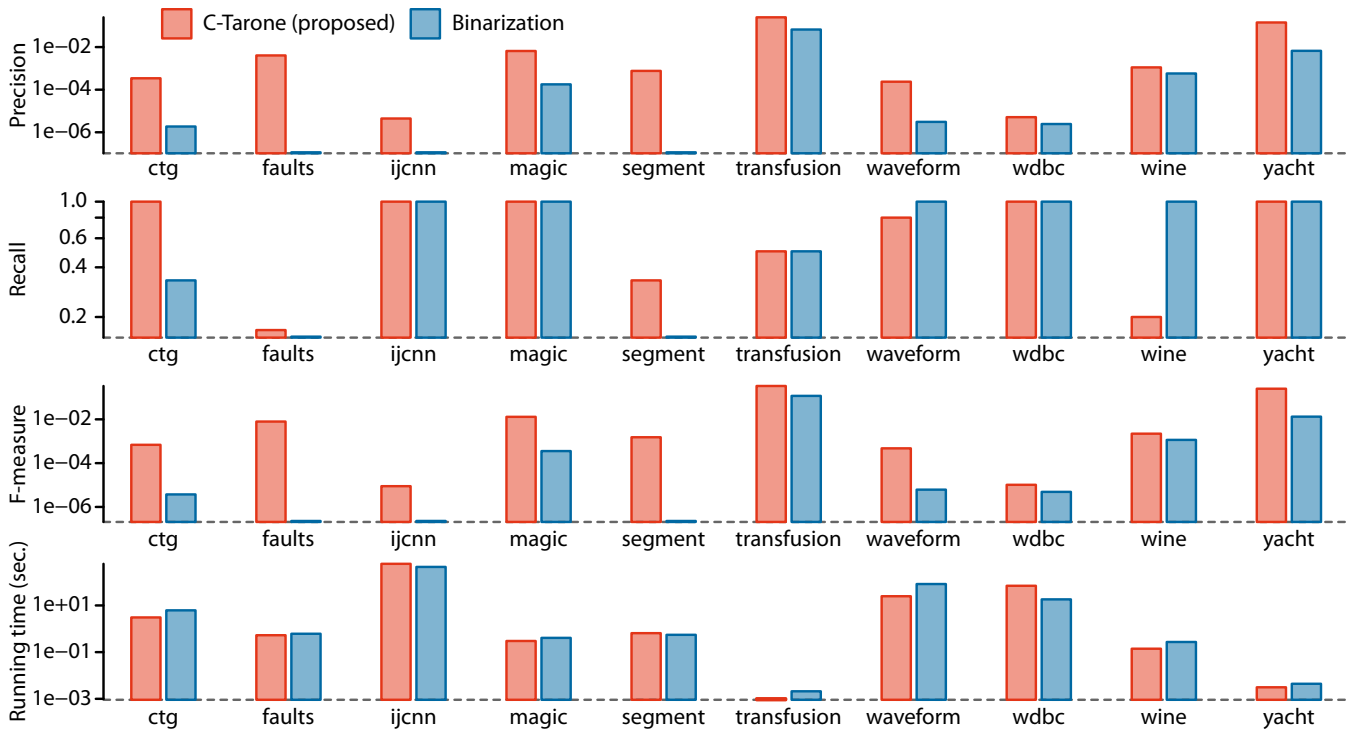 C-Tarone (proposed) Binarization
Precision
1e−02
1e−04
1e−06
ctg faults ijcnn magic segment transfusion waveform wdbc wine yacht
Recall
1.0
0.6
0.4
0.2
ctg faults ijcnn magic segment transfusion waveform wdbc wine yacht
F-measure
1e−02
1e−04
1e−06
ctg faults ijcnn magic segment transfusion waveform wdbc wine yacht
Running time (sec.)
1e+01
1e−01
1e−03
ctg faults ijcnn magic segment transfusion waveform wdbc wine yacht